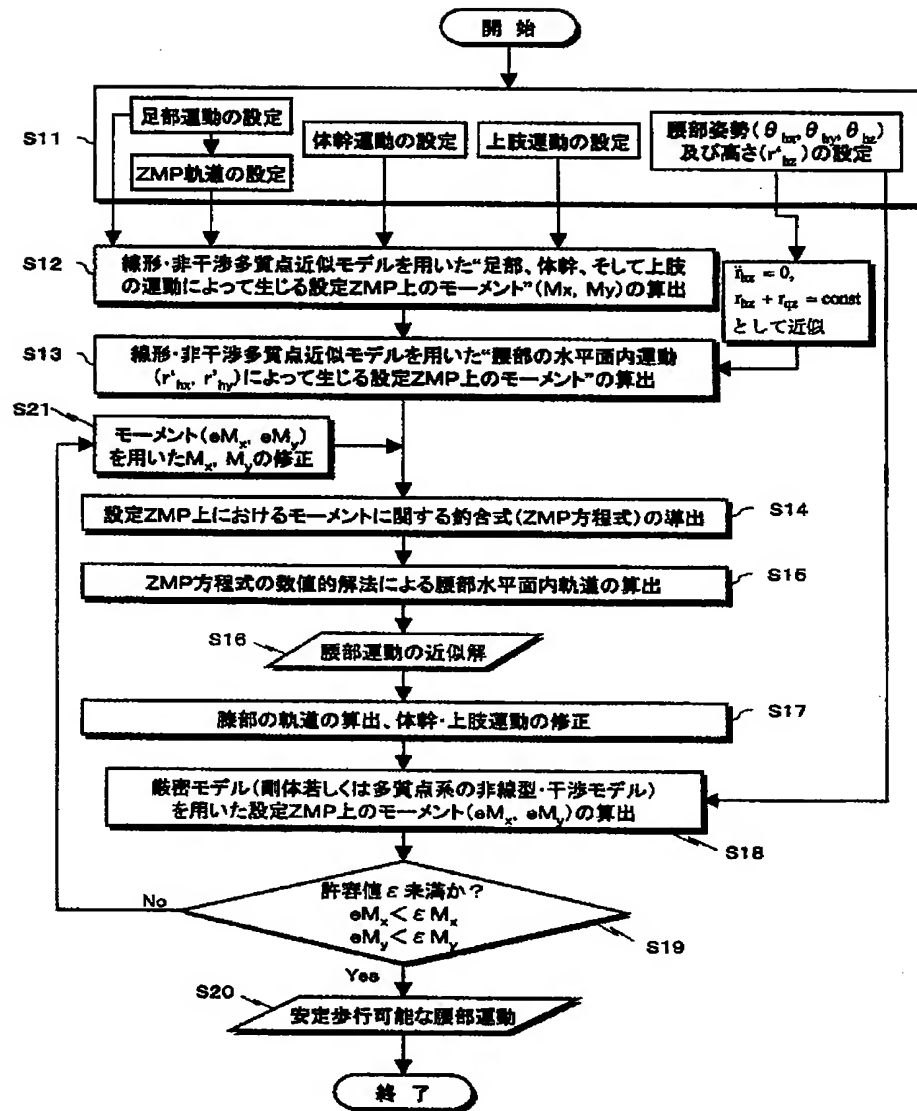 開始
S11
足部運動の設定
ZMP軌道の設定
体幹運動の設定
上肢運動の設定
腰部姿勢(θhx, θhy, θhz)
及び高さ(r'hz)の設定
S12
線形・非干渉多質点近似モデルを用いた“足部、体幹、そして上肢
の運動によって生じる設定ZMP上のモーメント”(Mx, My)の算出
r̈hz = 0,
rhz + rqz = const
として近似
S13
線形・非干渉多質点近似モデルを用いた“腰部の水平面内運動
(r'hx, r'hy)によって生じる設定ZMP上のモーメント”の算出
S21
モーメント(eMx, eMy)
を用いたMx, Myの修正
設定ZMP上におけるモーメントに関する釣合式(ZMP方程式)の導出
S14
ZMP方程式の数値的解法による腰部水平面内軌道の算出
S15
S16
腰部運動の近似解
膝部の軌道の算出、体幹・上肢運動の修正
S17
厳密モデル(剛体若しくは多質点系の非線型・干渉モデル)
を用いた設定ZMP上のモーメント(eMx, eMy)の算出
S18
No
許容値ε未満か?
eMx<εMx
eMy<εMy
S19
Yes
S20
安定歩行可能な腰部運動
終了